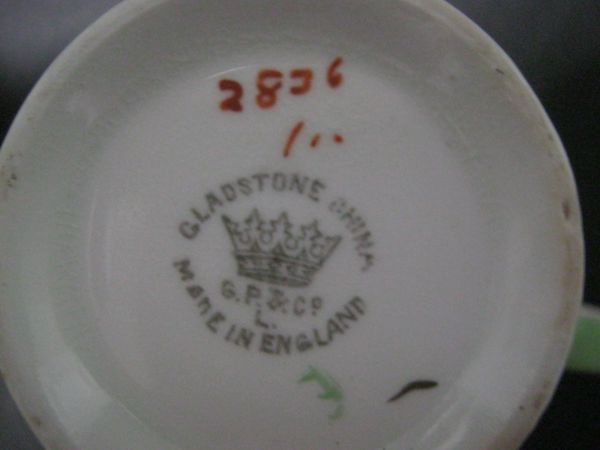 2836
1..
GLADSTONE CHINA
G.P.&Co
L.
MADE IN ENGLAND